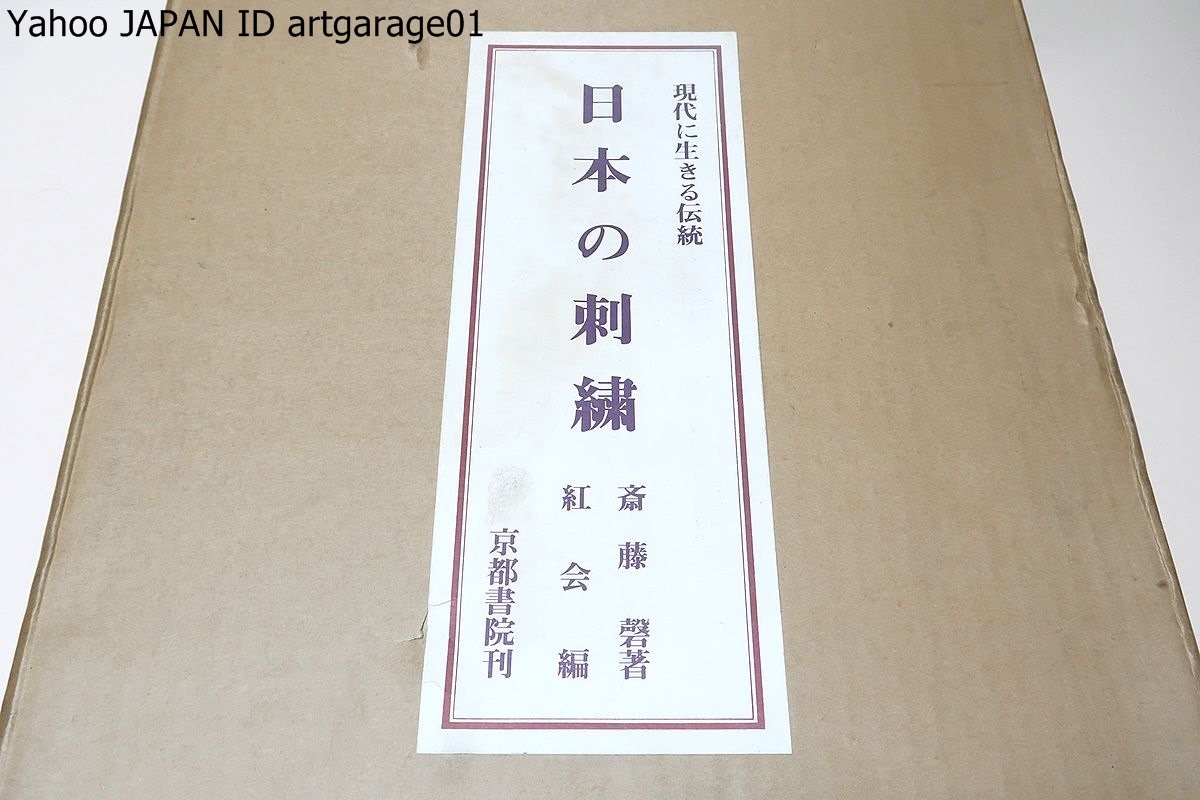 Yahoo JAPAN ID artgarage01
現代に生きる伝統
日本の刺繍
斎藤磬著
紅会編
京都書院刊